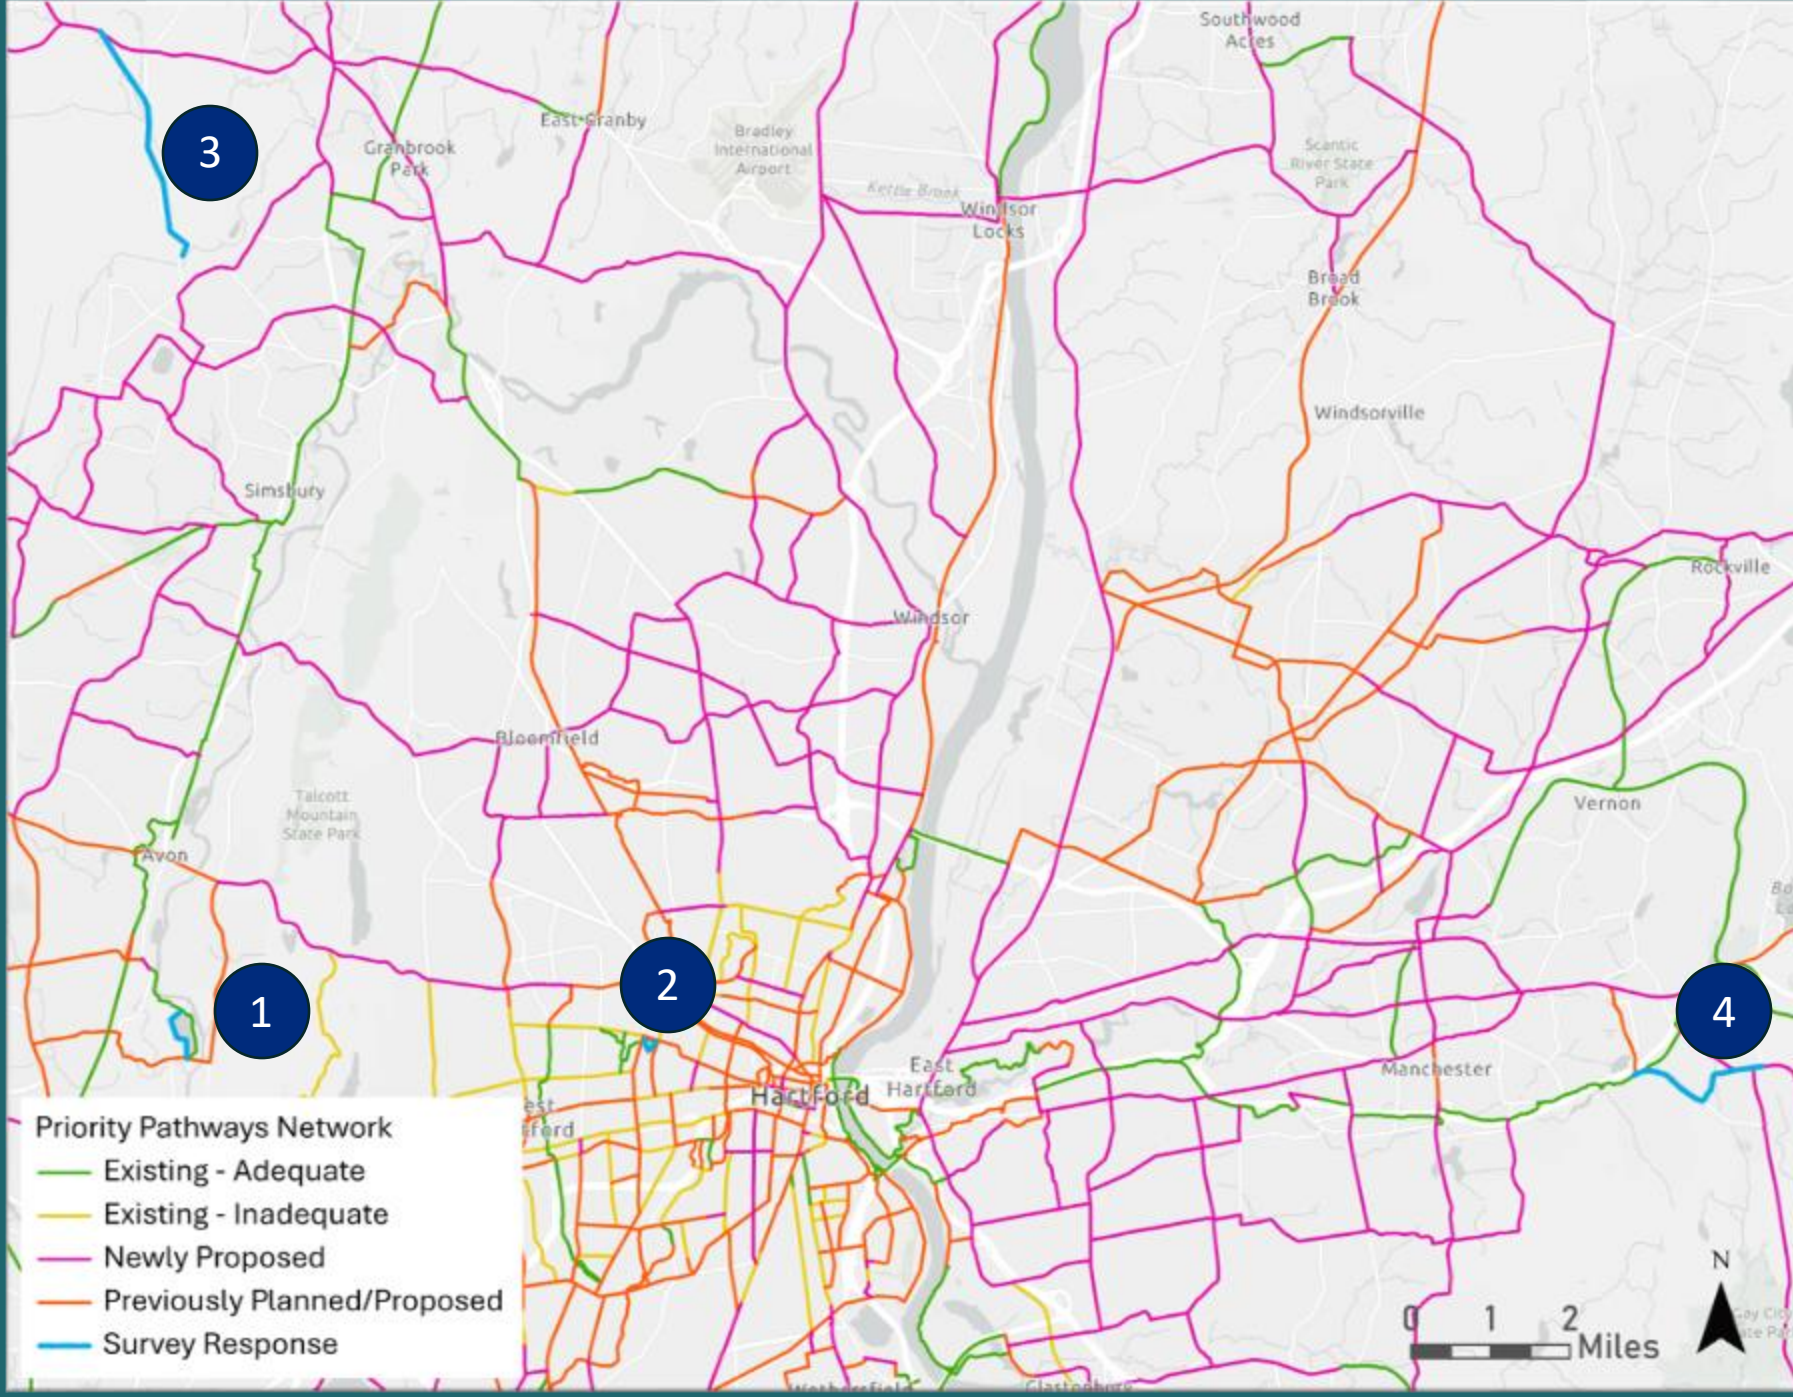 Southwood
Acres
3
East Granby
Granbrook
Park
Bradley
International
Airport
Scantic
River State
Park
Kettle Brook
Windsor
Locks
Broad
Brook
Windsorville
Simsbury
Rockville
Windsor
Bloomfield
Talcott
Mountain
State Park
Vernon
Avon
2
1
4
East
Hartford
Manchester
Hartford
Priority Pathways Network
Existing - Adequate
Existing - Inadequate
Newly Proposed
Previously Planned/Proposed
Survey Response
N
0 1 2
Miles
Wethersfield
Glastonbury